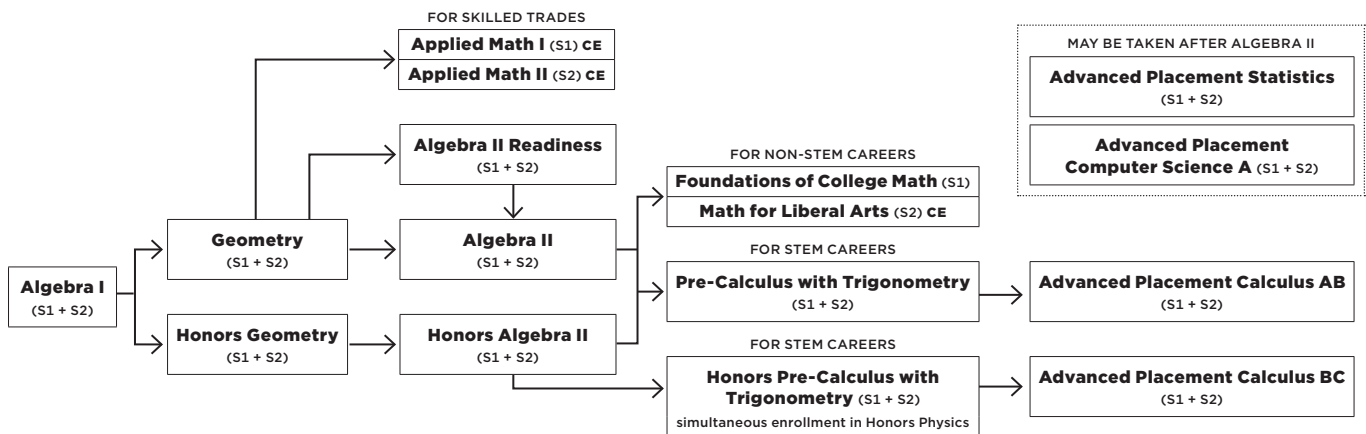 FOR SKILLED TRADES
Applied Math I (S1) CE
Applied Math II (S2) CE
MAY BE TAKEN AFTER ALGEBRA II
Advanced Placement Statistics
(S1 + S2)
Advanced Placement
Computer Science A (S1 + S2)
Algebra II Readiness
(S1 + S2)
FOR NON-STEM CAREERS
Foundations of College Math (S1)
Math for Liberal Arts (S2) CE
Geometry
(S1 + S2)
Algebra II
(S1 + S2)
FOR STEM CAREERS
Pre-Calculus with Trigonometry
(S1 + S2)
Advanced Placement Calculus AB
(S1 + S2)
Algebra I
(S1 + S2)
Honors Geometry
(S1 + S2)
Honors Algebra II
(S1 + S2)
FOR STEM CAREERS
Honors Pre-Calculus with
Trigonometry (S1 + S2)
simultaneous enrollment in Honors Physics
Advanced Placement Calculus BC
(S1 + S2)